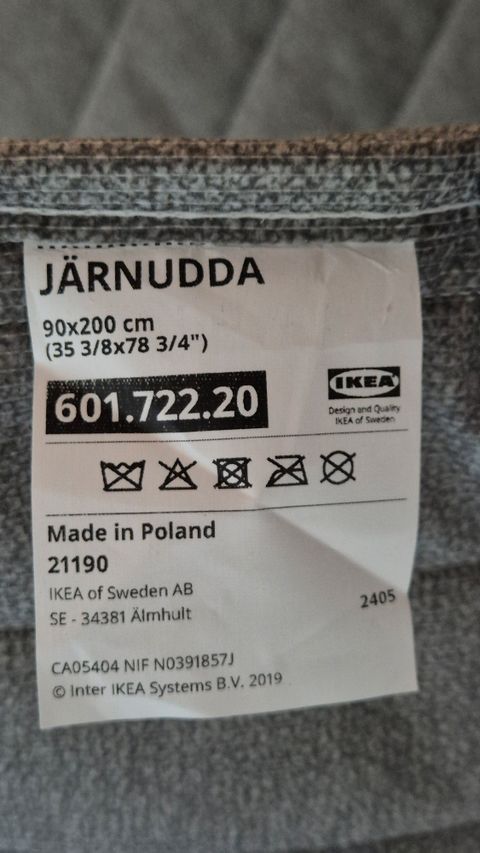 JÄRNUDDA
90x200 cm
(35 3/8x78 3/4")
601.722.20
IKEA
Design and Quality
IKEA of Sweden
Made in Poland
21190
IKEA of Sweden AB
SE - 34381 Älmhult
2405
CA05404 NIF N0391857J
© Inter IKEA Systems B.V. 2019